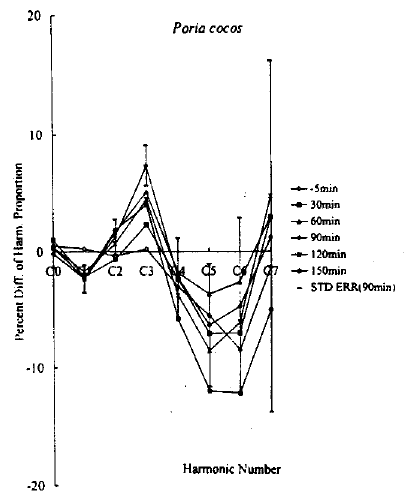 Poria cocos
20
10
0
-10
-20
Percent Diff. of Harm. Proportion
C0
C2
C3
C5
C6
C7
Harmonic Number
-5min
30min
60min
90min
120min
150min
STD ERR(90min)